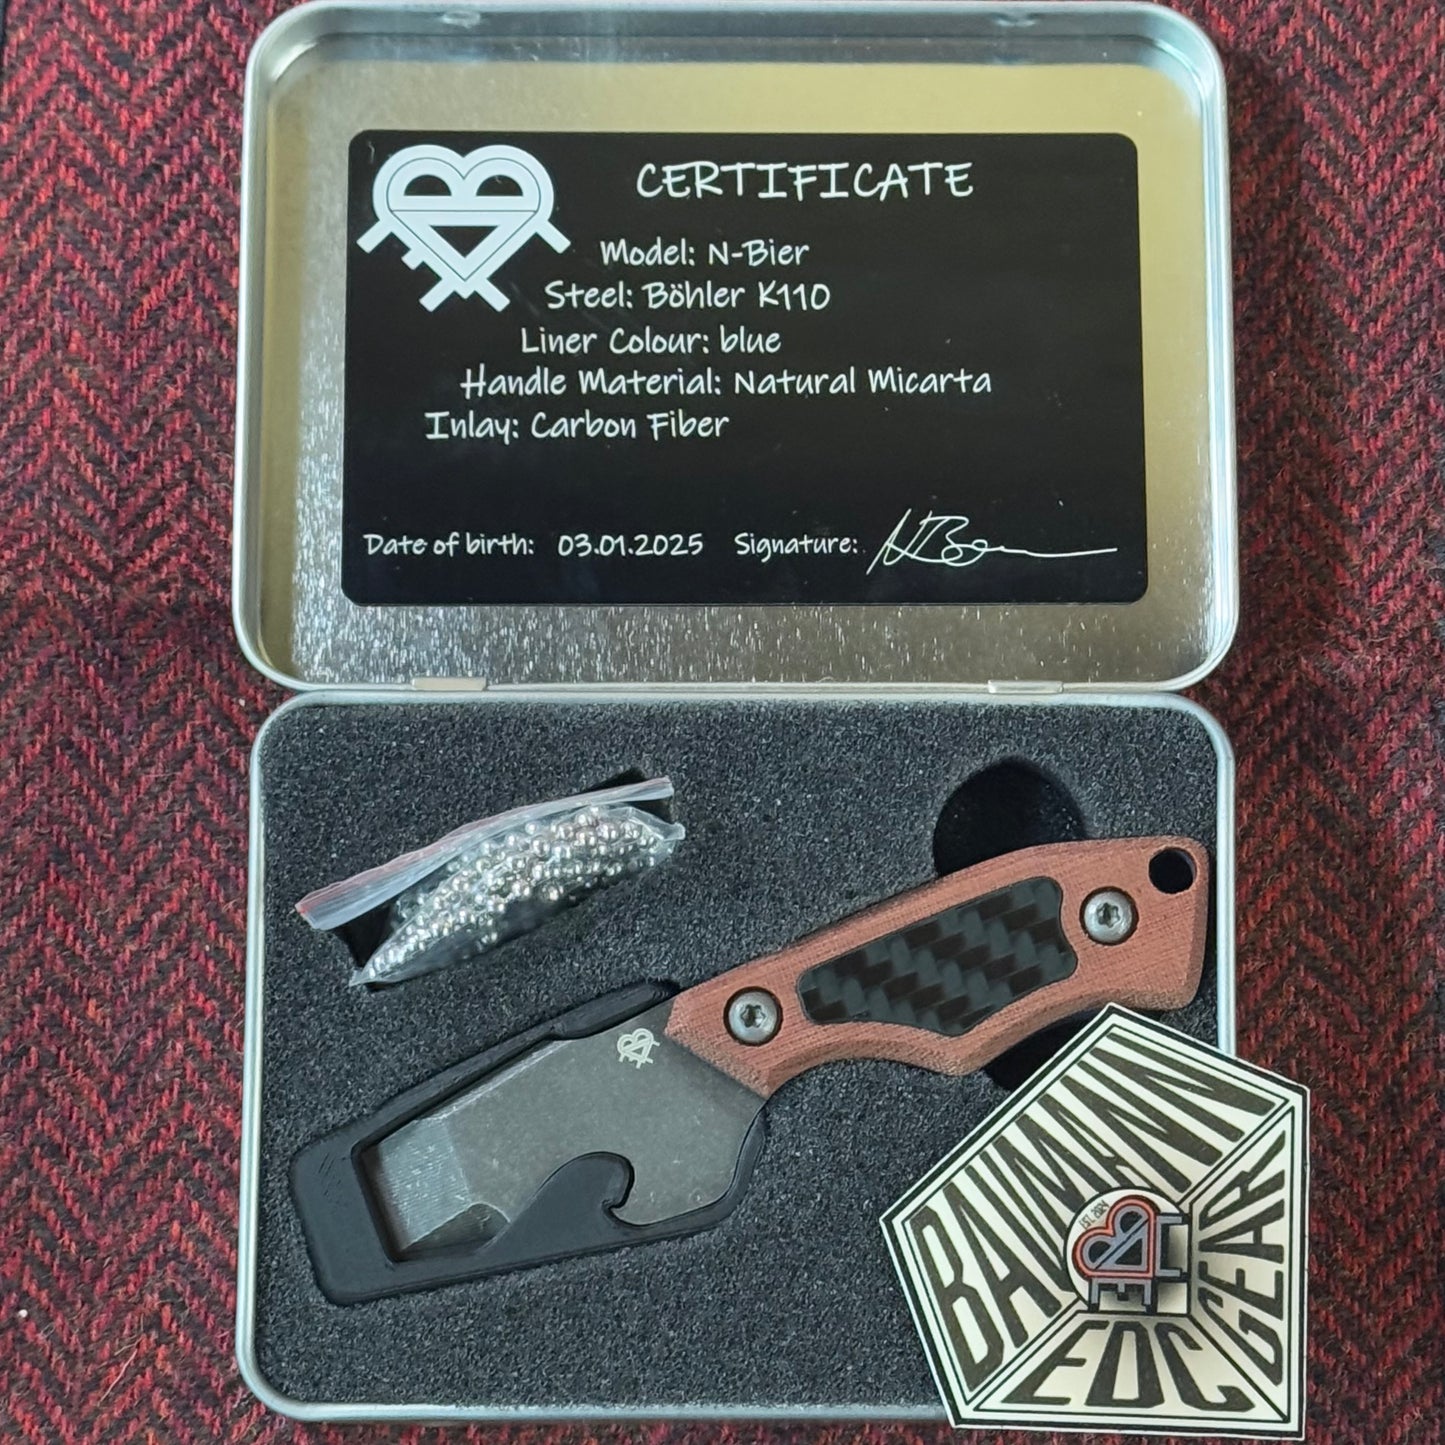 CERTIFICATE
Model: N-Bier
Steel: Böhler K110
Liner Colour: blue
Handle Material: Natural Micarta
Inlay: Carbon Fiber
Date of birth: 03.01.2025 Signature:
BAUMANN
EDC GEAR